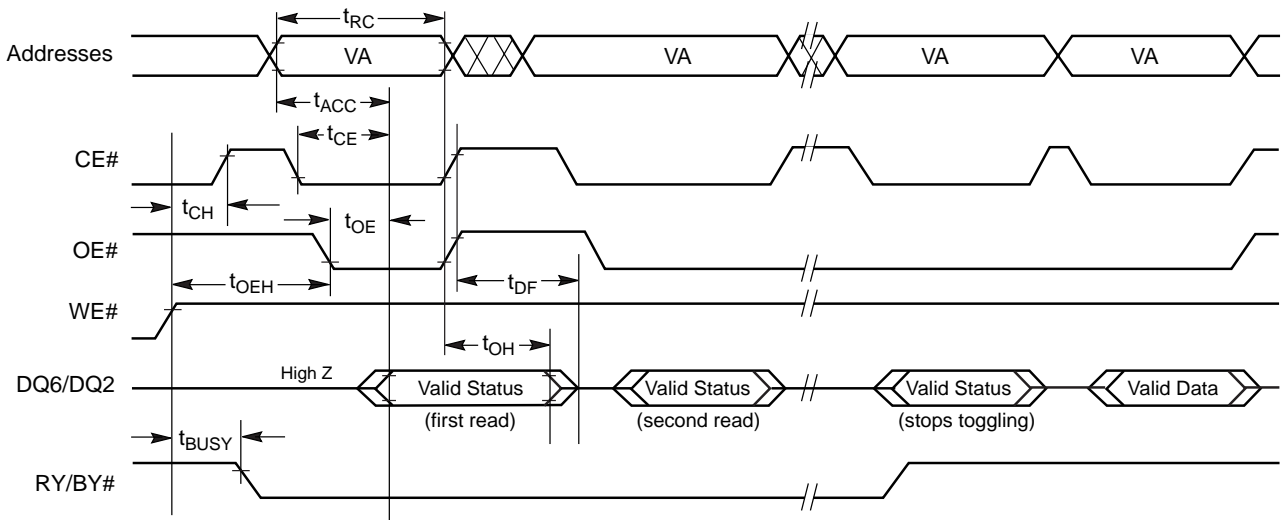 tRC
Addresses VA VA VA VA
tACC
tCE
CE#
tCH tOE
OE#
tOEH tDF
WE#
tOH
High Z
DQ6/DQ2 Valid Status Valid Status Valid Status Valid Data
(first read) (second read) (stops toggling)
tBUSY
RY/BY#